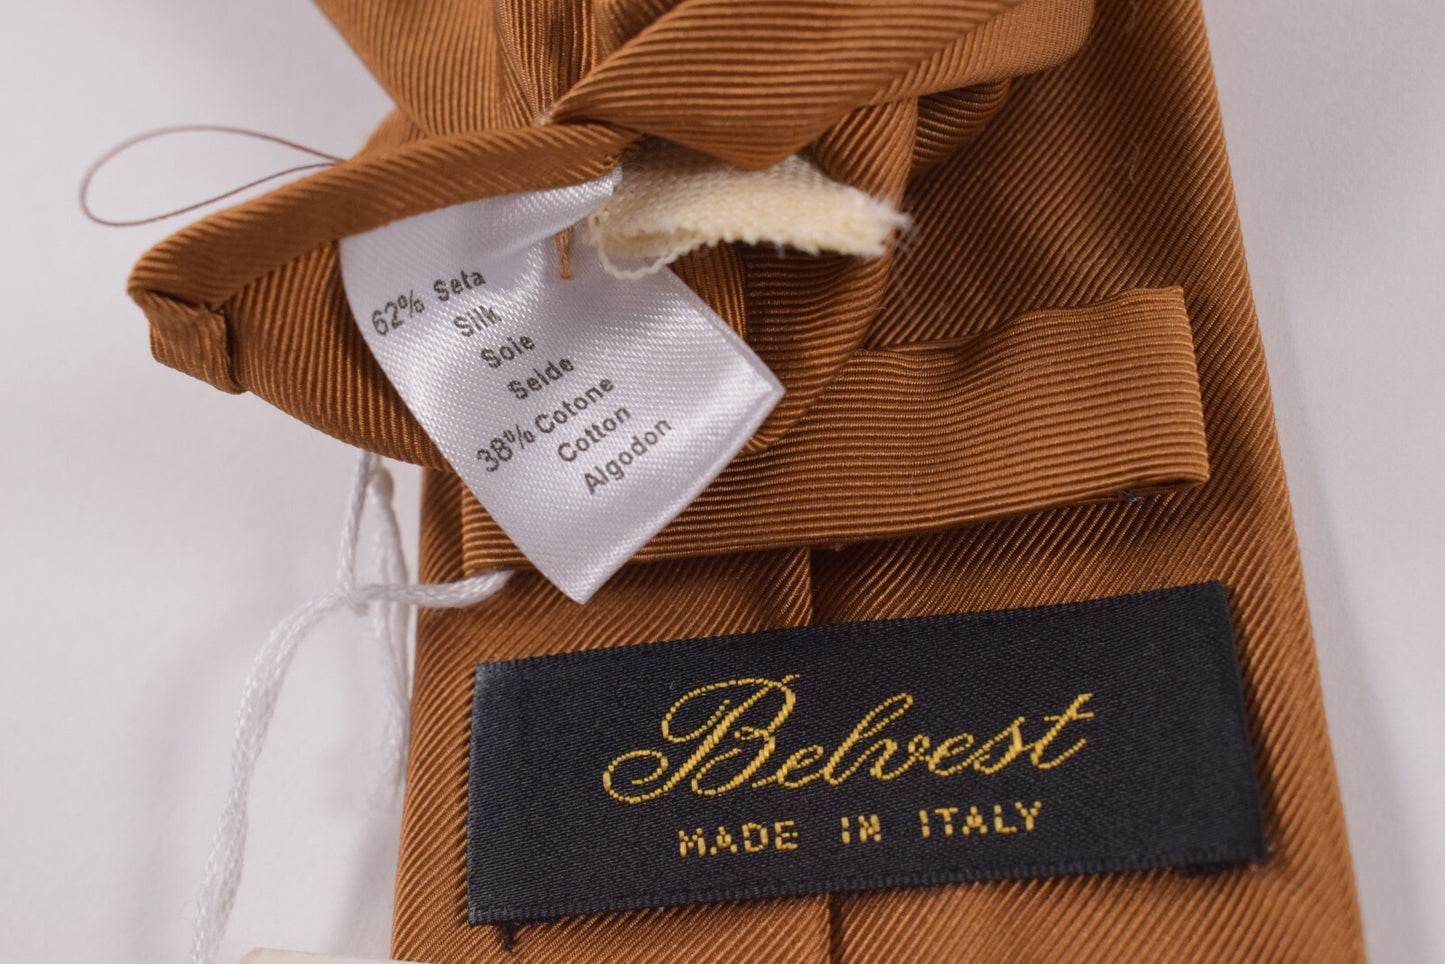 62% Seta
Silk
Soie
Seide
38% Cotone
Cotton
Algodon
Belvest
MADE IN ITALY